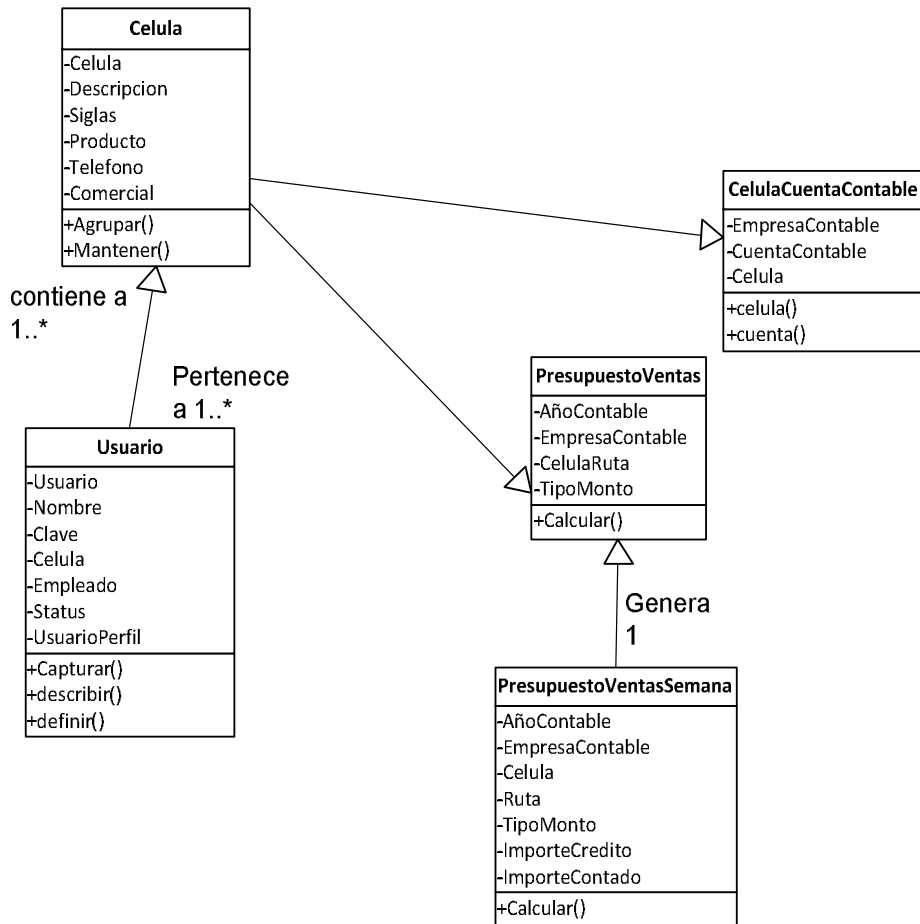 Celula
-Celula
-Descripcion
-Siglas
-Producto
-Telefono
-Comercial
+Agrupar()
+Mantener()
CelulaCuentaContable
-EmpresaContable
-CuentaContable
-Celula
+celula()
+cuenta()
contiene a
1..*
Pertenece
a 1..*
PresupuestoVentas
-AñoContable
-EmpresaContable
-CelulaRuta
-TipoMonto
+Calcular()
Usuario
-Usuario
-Nombre
-Clave
-Celula
-Empleado
-Status
-UsuarioPerfil
+Capturar()
+describir()
+definir()
Genera
1
PresupuestoVentasSemana
-AñoContable
-EmpresaContable
-Celula
-Ruta
-TipoMonto
-ImporteCredito
-ImporteContado
+Calcular()